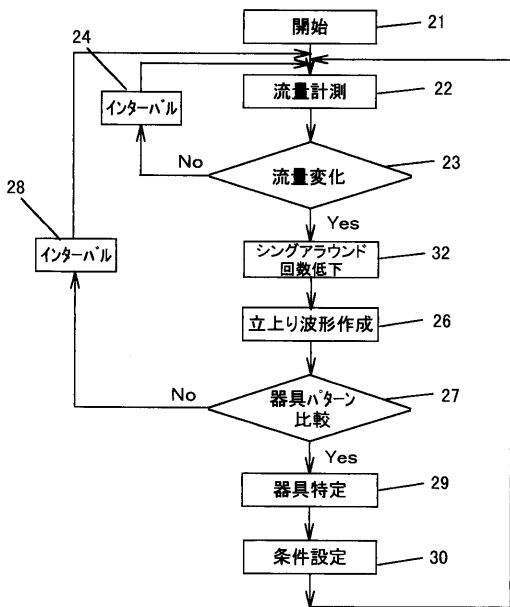 開始
21
24
流量計測
22
インターバル
No
流量変化
23
28
Yes
インターバル
シングアラウンド
回数低下
32
立上り波形作成
26
No
器具パターン
比較
27
Yes
器具特定
29
条件設定
30